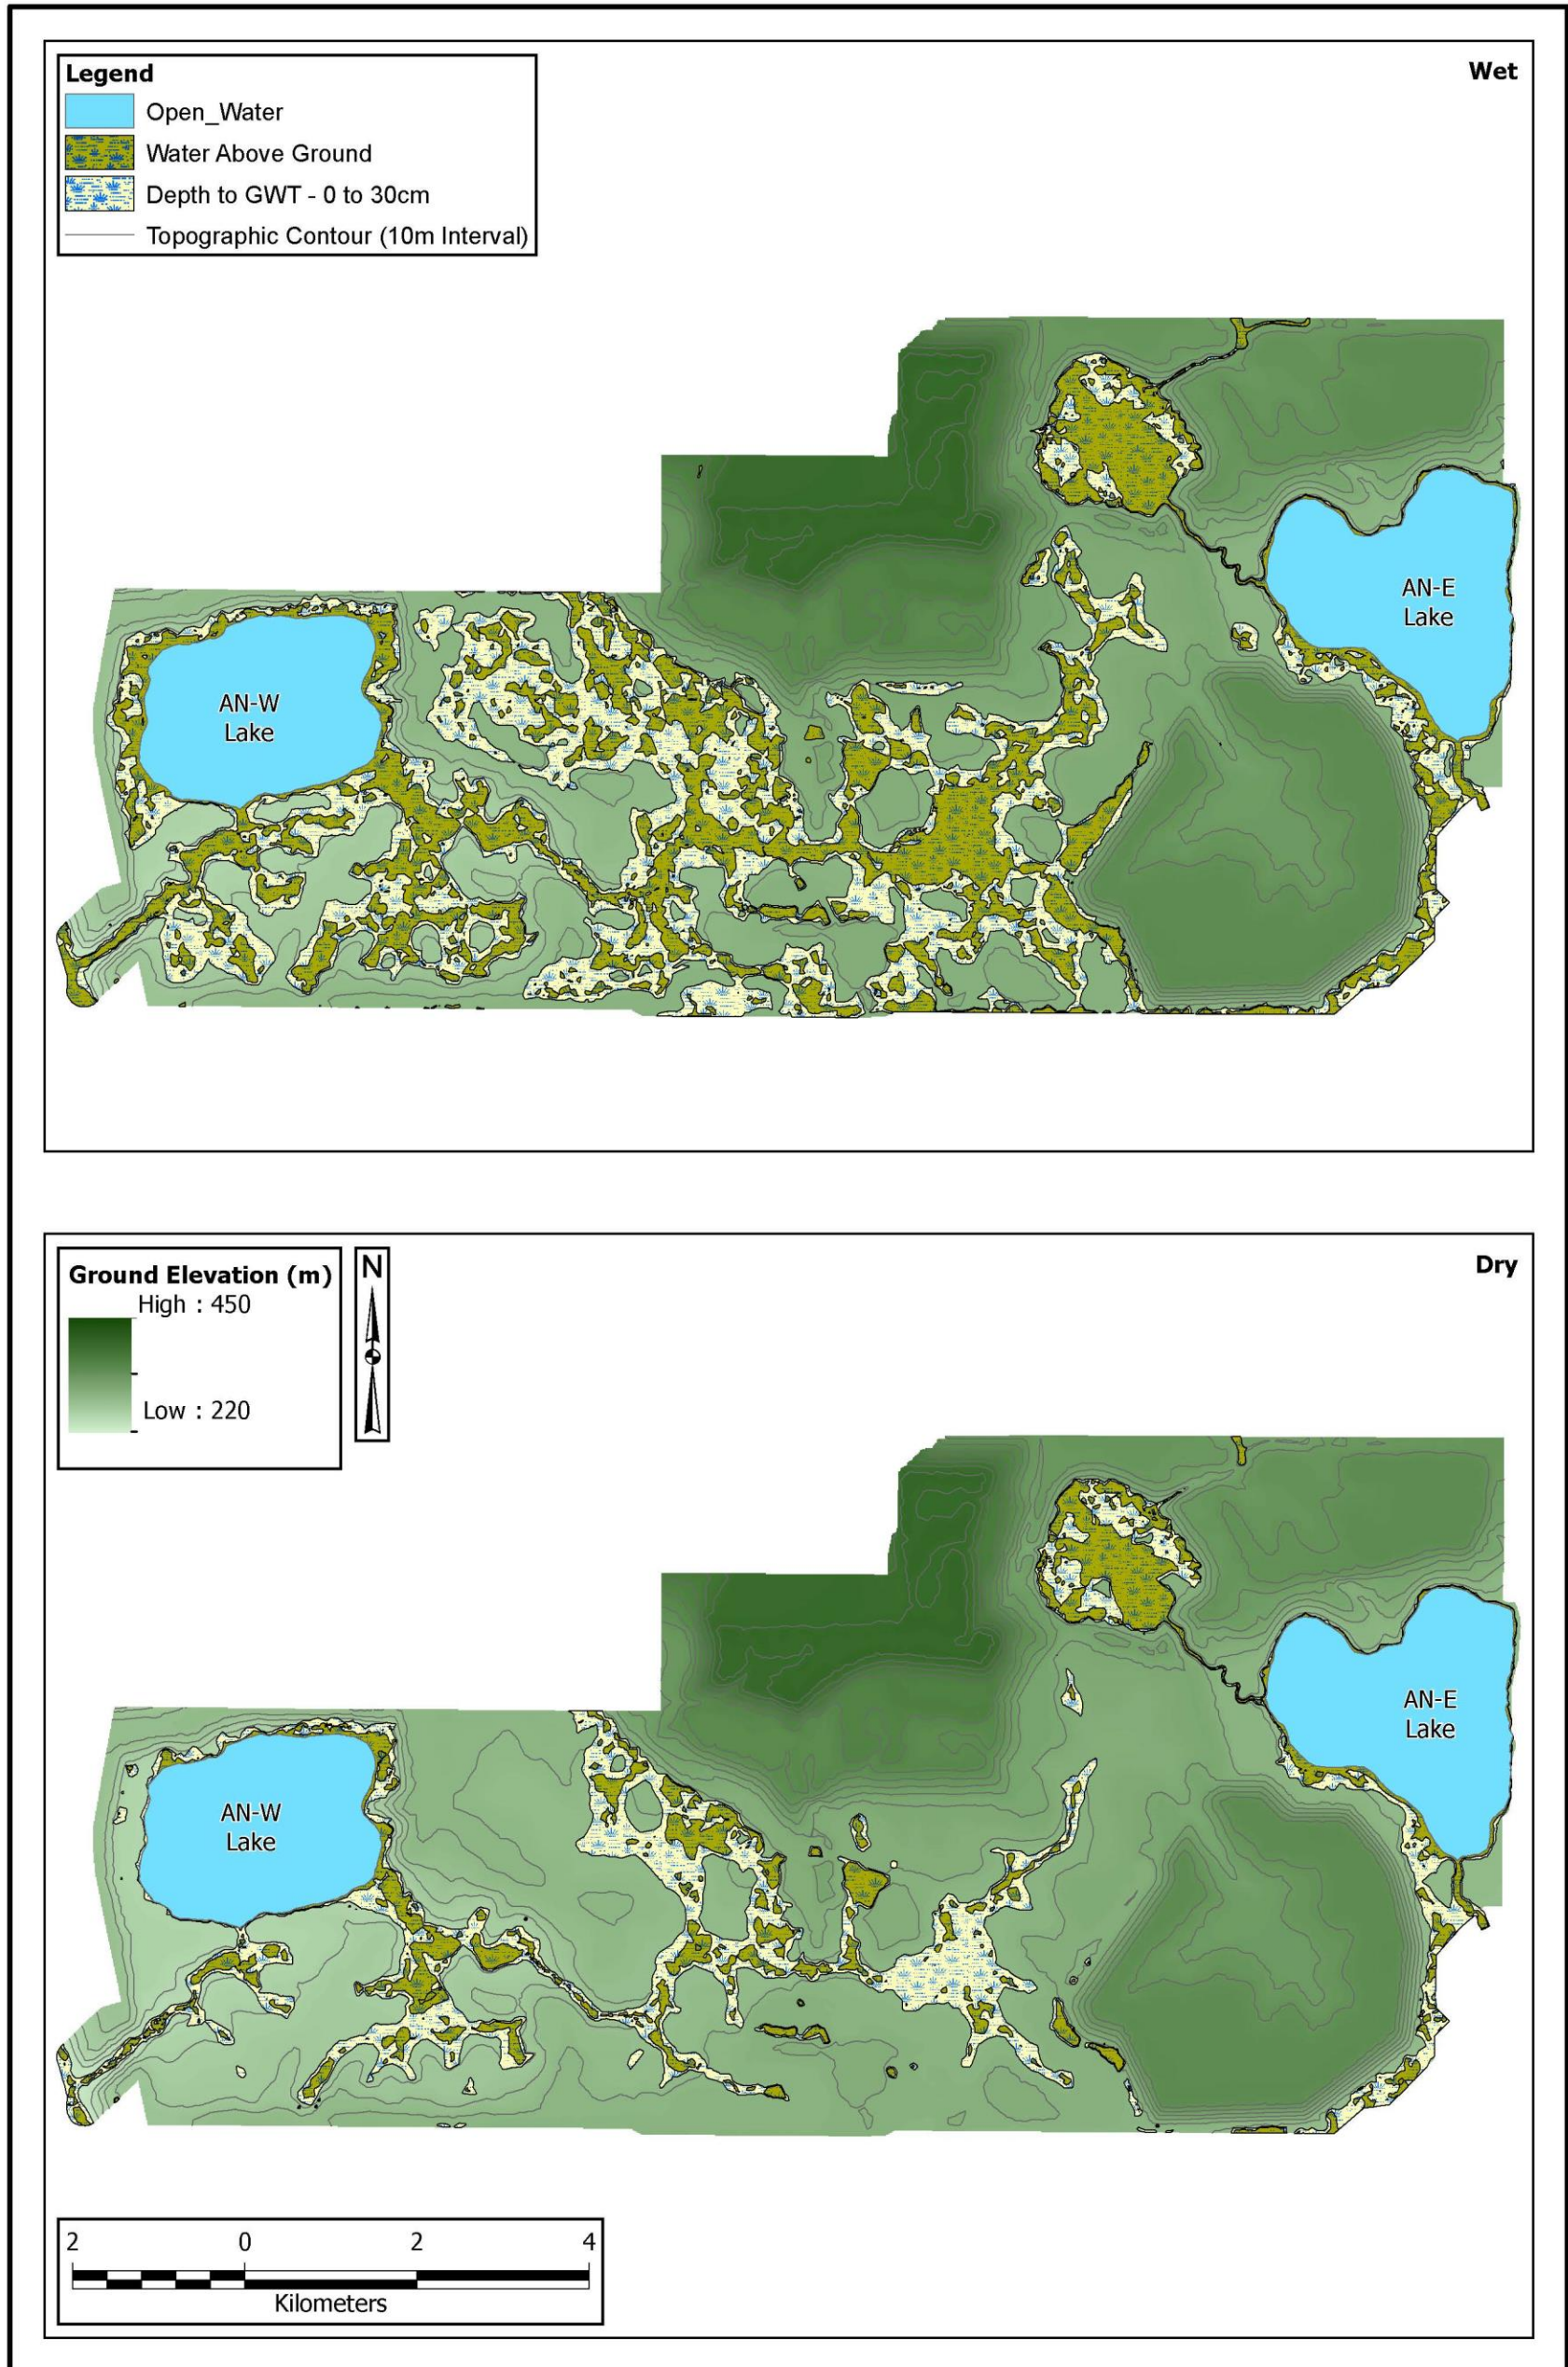 Legend
Wet
Open_Water
Water Above Ground
Depth to GWT - 0 to 30cm
Topographic Contour (10m Interval)
AN-E
Lake
AN-W
Lake
Ground Elevation (m)
High : 450
Low : 220
N
Dry
AN-E
Lake
AN-W
Lake
2 0 2 4
Kilometers